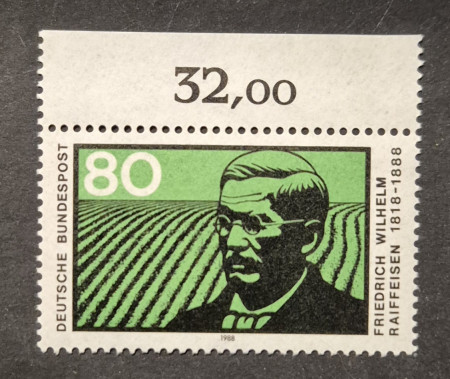 32,00
80
DEUTSCHE BUNDESPOST
FRIEDRICH WILHELM
RAIFFEISEN 1818-1888
1988